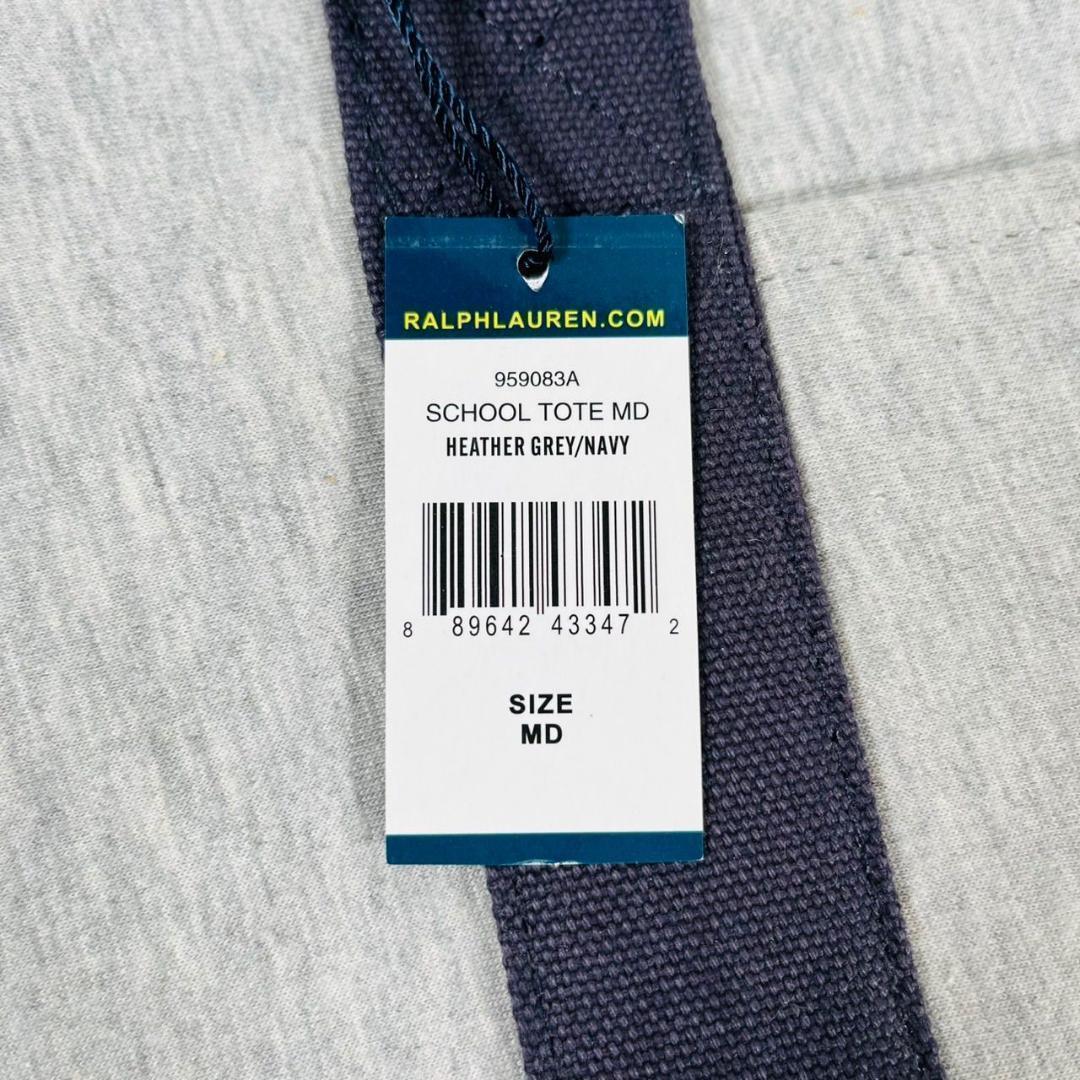 RALPHLAUREN.COM
959083A
SCHOOL TOTE MD
HEATHER GREY/NAVY
8 89642 43347 2
SIZE
MD